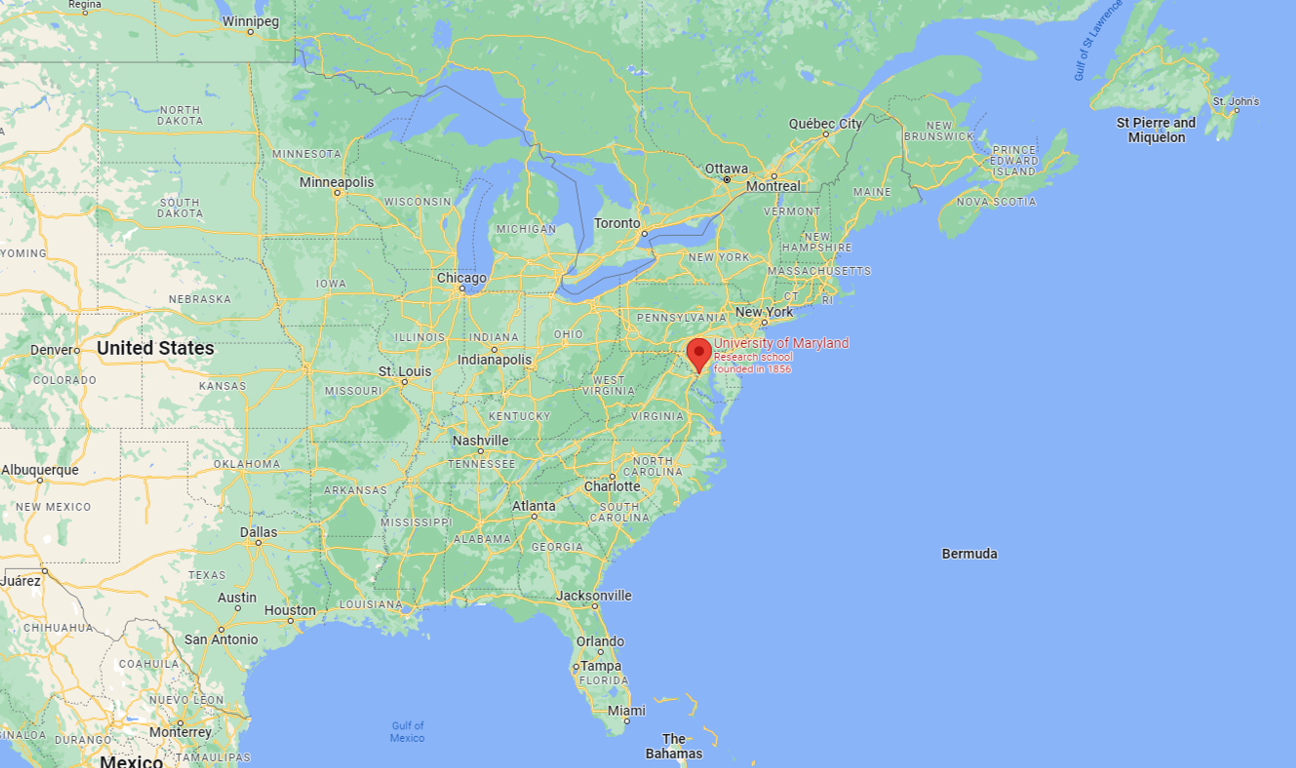 Regina
Winnipeg
Gulf of St Lawrence
St. John's
NORTH
DAKOTA
Québec City
St Pierre and
Miquelon
NEW
BRUNSWICK
MINNESOTA
PRINCE
EDWARD
ISLAND
Ottawa
Minneapolis
Montreal
MAINE
SOUTH
DAKOTA
WISCONSIN
NOVA SCOTIA
VERMONT
Toronto
MICHIGAN
NEW
HAMPSHIRE
YOMING
NEW YORK
MASSACHUSETTS
Chicago
IOWA
NEBRASKA
CT
RI
New York
PENNSYLVANIA
ILLINOIS
INDIANA
OHIO
University of Maryland
Research school
founded in 1856
United States
Denver
Indianapolis
St. Louis
COLORADO
KANSAS
MISSOURI
WEST
VIRGINIA
KENTUCKY
VIRGINIA
Nashville
TENNESSEE
OKLAHOMA
NORTH
CAROLINA
Albuquerque
Charlotte
ARKANSAS
NEW MEXICO
Atlanta
SOUTH
CAROLINA
MISSISSIPPI
Dallas
ALABAMA
GEORGIA
Bermuda
TEXAS
Juárez
Austin
Jacksonville
LOUISIANA
Houston
CHIHUAHUA
San Antonio
Orlando
COAHUILA
Tampa
FLORIDA
NUEVO LEON
Miami
Gulf of
Mexico
Monterrey
INALOA
DURANGO
The
Bahamas
TAMAULIPAS
Mexico